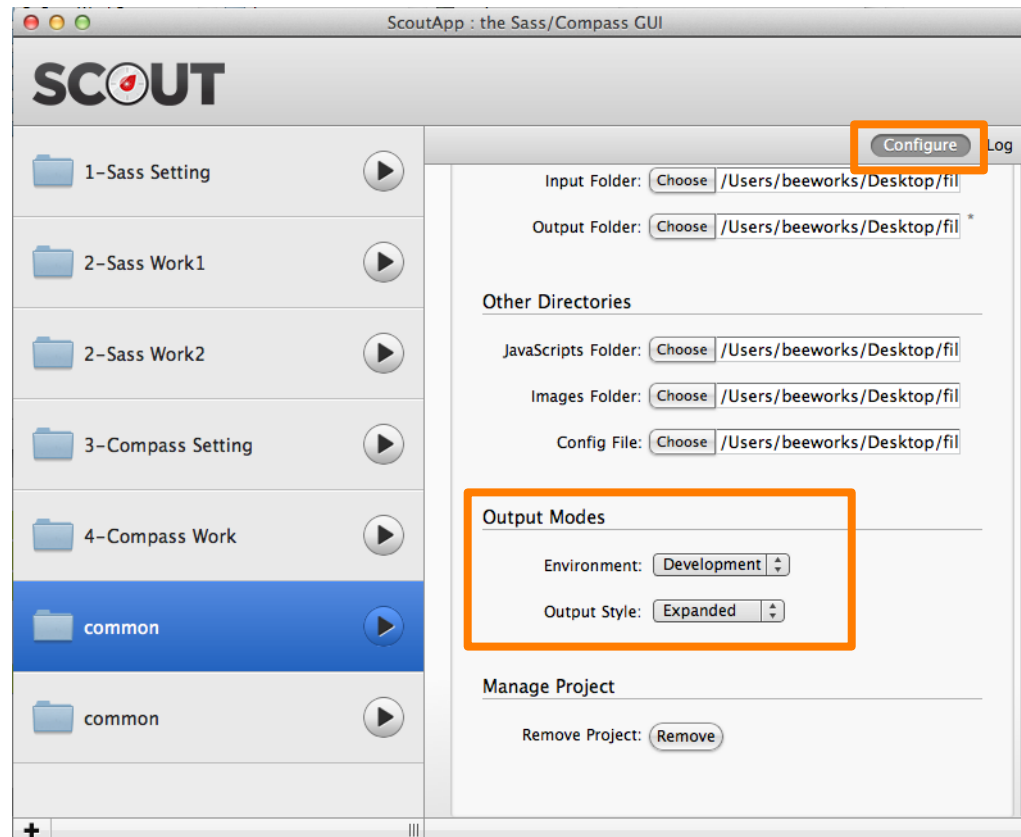 ScoutApp : the Sass/Compass GUI
SCOUT
1-Sass Setting
2-Sass Work1
2-Sass Work2
3-Compass Setting
4-Compass Work
common
common
Configure Log
Input Folder: Choose /Users/beeworks/Desktop/fil
Output Folder: Choose /Users/beeworks/Desktop/fil *
Other Directories
JavaScripts Folder: Choose /Users/beeworks/Desktop/fil
Images Folder: Choose /Users/beeworks/Desktop/fil
Config File: Choose /Users/beeworks/Desktop/fil
Output Modes
Environment: Development
Output Style: Expanded
Manage Project
Remove Project: Remove